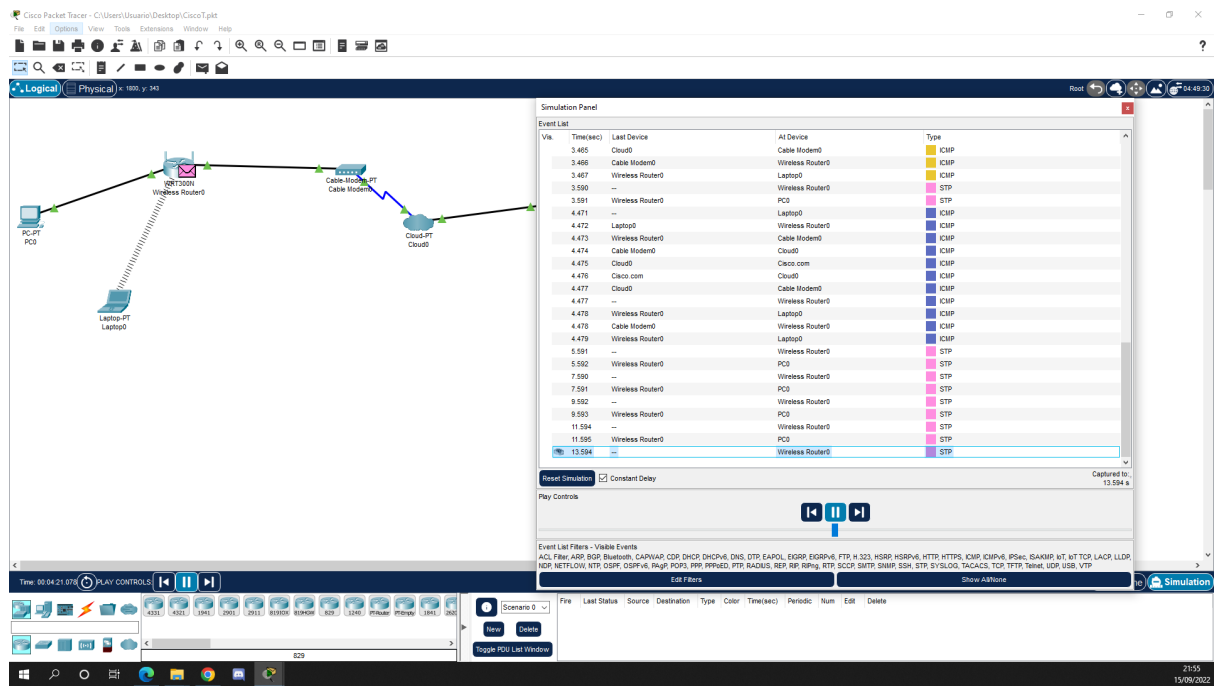 Cisco Packet Tracer - C:\Users\Usuario\Desktop\CiscoT.pkt
File Edit Options View Tools Extensions Window Help
?
Logical Physical x: 1800, y: 343 Root 04:49:30
WRT300N
Wireless Router0
Cable-Modem-PT
Cable Modem0
PC-PT
PC0
Cloud-PT
Cloud0
Laptop-PT
Laptop0
Simulation Panel
Event List
Vis. Time(sec) Last Device At Device Type
3.465 Cloud0 Cable Modem0 ICMP
3.466 Cable Modem0 Wireless Router0 ICMP
3.467 Wireless Router0 Laptop0 ICMP
3.590 -- Wireless Router0 STP
3.591 Wireless Router0 PC0 STP
4.471 -- Laptop0 ICMP
4.472 Laptop0 Wireless Router0 ICMP
4.473 Wireless Router0 Cable Modem0 ICMP
4.474 Cable Modem0 Cloud0 ICMP
4.475 Cloud0 Cisco.com ICMP
4.476 Cisco.com Cloud0 ICMP
4.477 Cloud0 Cable Modem0 ICMP
4.477 -- Wireless Router0 ICMP
4.478 Wireless Router0 Laptop0 ICMP
4.478 Cable Modem0 Wireless Router0 ICMP
4.479 Wireless Router0 Laptop0 ICMP
5.591 -- Wireless Router0 STP
5.592 Wireless Router0 PC0 STP
7.590 -- Wireless Router0 STP
7.591 Wireless Router0 PC0 STP
9.592 -- Wireless Router0 STP
9.593 Wireless Router0 PC0 STP
11.594 -- Wireless Router0 STP
11.595 Wireless Router0 PC0 STP
13.594 -- Wireless Router0 STP
Reset Simulation Constant Delay Captured to:
13.594 s
Play Controls
Event List Filters - Visible Events
ACL Filter, ARP, BGP, Bluetooth, CAPWAP, CDP, DHCP, DHCPv6, DNS, DTP, EAPOL, EIGRP, EIGRPv6, FTP, H.323, HSRP, HSRPv6, HTTP, HTTPS, ICMP, ICMPv6, IPSec, ISAKMP, IoT, IoT TCP, LACP, LLDP,
NDP, NETFLOW, NTP, OSPF, OSPFv6, PAgP, POP3, PPP, PPPoED, PTP, RADIUS, REP, RIP, RIPng, RTP, SCCP, SMTP, SNMP, SSH, STP, SYSLOG, TACACS, TCP, TFTP, Telnet, UDP, USB, VTP
Edit Filters Show All/None
Time: 00:04:21.078 PLAY CONTROLS: Simulation
4331 4321 1941 2901 2911 819IOX 819HGW 829 1240 PT-Router PT-Empty 1841
829
Scenario 0
New Delete
Toggle PDU List Window
Fire Last Status Source Destination Type Color Time(sec) Periodic Num Edit Delete
21:55
15/09/2022